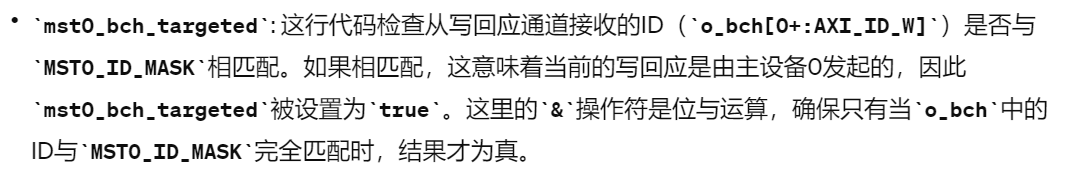 • `mst0_bch_targeted`: 这行代码检查从写回应通道接收的ID（`o_bch[0+:AXI_ID_W]`）是否与
`MST0_ID_MASK`相匹配。如果相匹配，这意味着当前的写回应是由主设备0发起的，因此
`mst0_bch_targeted`被设置为`true`。这里的`&`操作符是位与运算，确保只有当`o_bch`中的
ID与`MST0_ID_MASK`完全匹配时，结果才为真。